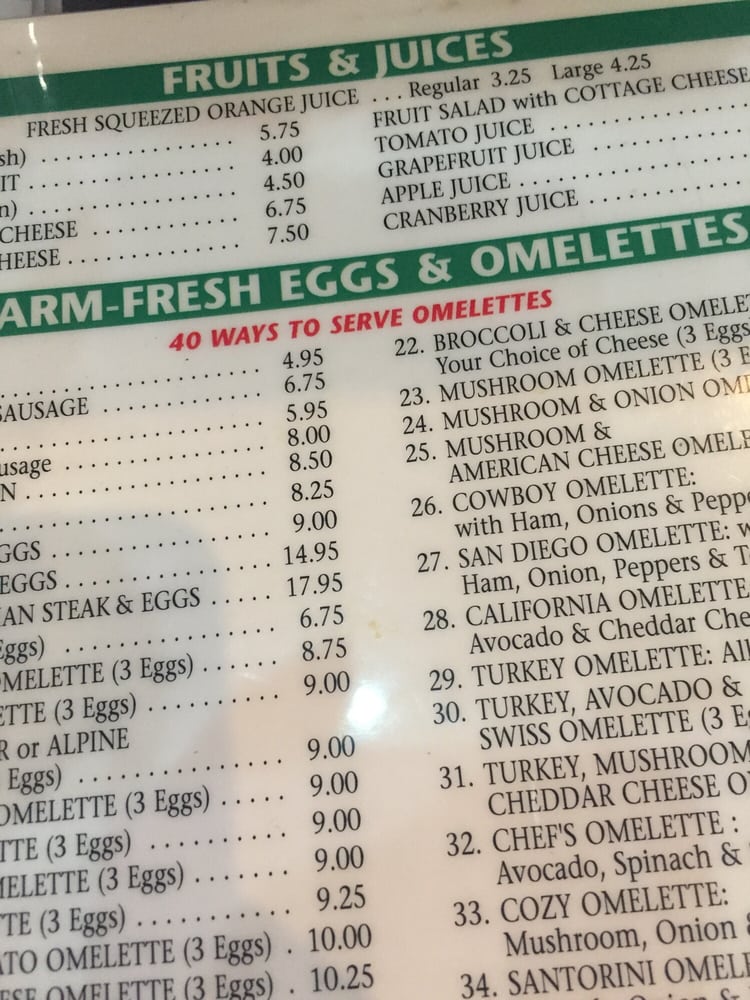 FRUITS & JUICES
FRESH SQUEEZED ORANGE JUICE ... Regular 3.25 Large 4.25
sh) .................... 5.75
IT .................... 4.00
n) .................... 4.50
CHEESE .................... 6.75
HEESE .................... 7.50
FRUIT SALAD with COTTAGE CHEESE
TOMATO JUICE ....................
GRAPEFRUIT JUICE ....................
APPLE JUICE ....................
CRANBERRY JUICE ....................
ARM-FRESH EGGS & OMELETTES
40 WAYS TO SERVE OMELETTES
.................... 4.95
SAUSAGE .................... 6.75
.................... 5.95
usage .................... 8.00
N .................... 8.50
.................... 8.25
GGS .................... 9.00
EGGS .................... 14.95
IAN STEAK & EGGS ..... 17.95
Eggs) .................... 6.75
OMELETTE (3 Eggs) ...... 8.75
ETTE (3 Eggs) .......... 9.00
R or ALPINE
Eggs) .................... 9.00
OMELETTE (3 Eggs) ..... 9.00
TTE (3 Eggs) .......... 9.00
MELETTE (3 Eggs) ....... 9.00
TTE (3 Eggs) ........... 9.25
ATO OMELETTE (3 Eggs) . 10.00
ESE OMELETTE (3 Eggs) . 10.25
22. BROCCOLI & CHEESE OMELE
Your Choice of Cheese (3 Eggs
23. MUSHROOM OMELETTE (3 E
24. MUSHROOM & ONION OM
25. MUSHROOM &
AMERICAN CHEESE OMELE
26. COWBOY OMELETTE:
with Ham, Onions & Peppe
27. SAN DIEGO OMELETTE: w
Ham, Onion, Peppers & T
28. CALIFORNIA OMELETTE
Avocado & Cheddar Che
29. TURKEY OMELETTE: All
30. TURKEY, AVOCADO &
SWISS OMELETTE (3 Eg
31. TURKEY, MUSHROOM
CHEDDAR CHEESE O
32. CHEF'S OMELETTE :
Avocado, Spinach &
33. COZY OMELETTE:
Mushroom, Onion
34. SANTORINI OMEL